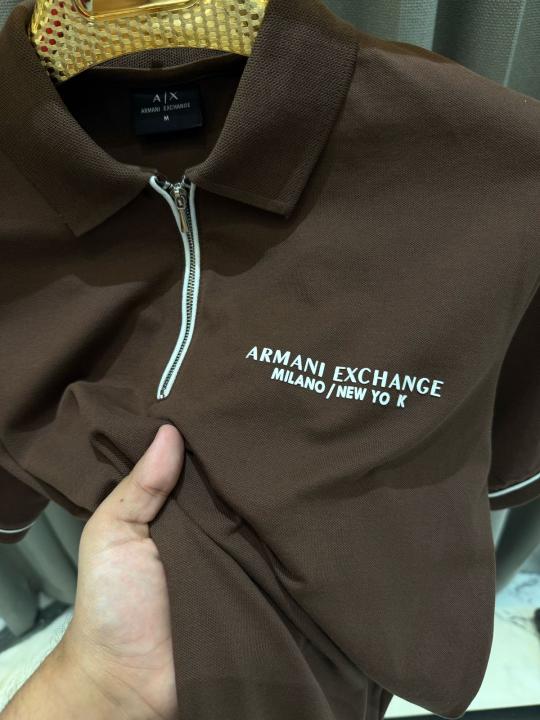 A|X
ARMANI EXCHANGE
M
ARMANI EXCHANGE
MILANO / NEW YO K